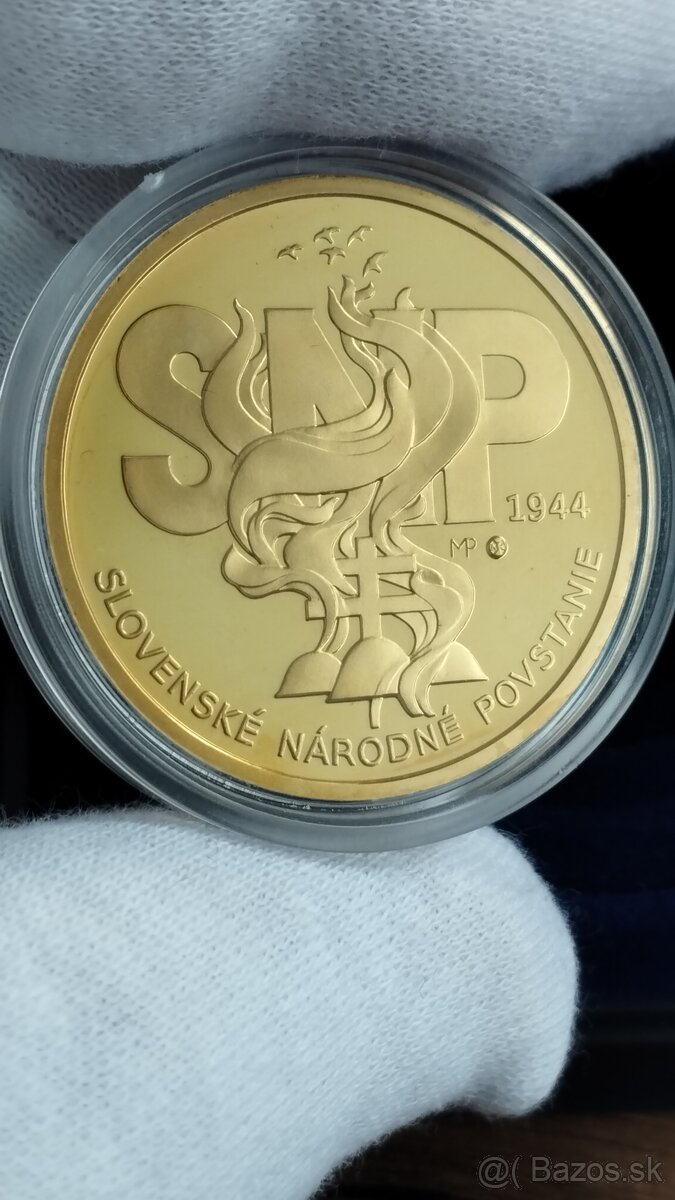 SNP
1944
MP
SLOVENSKÉ NÁRODNÉ POVSTANIE
@( Bazos.sk